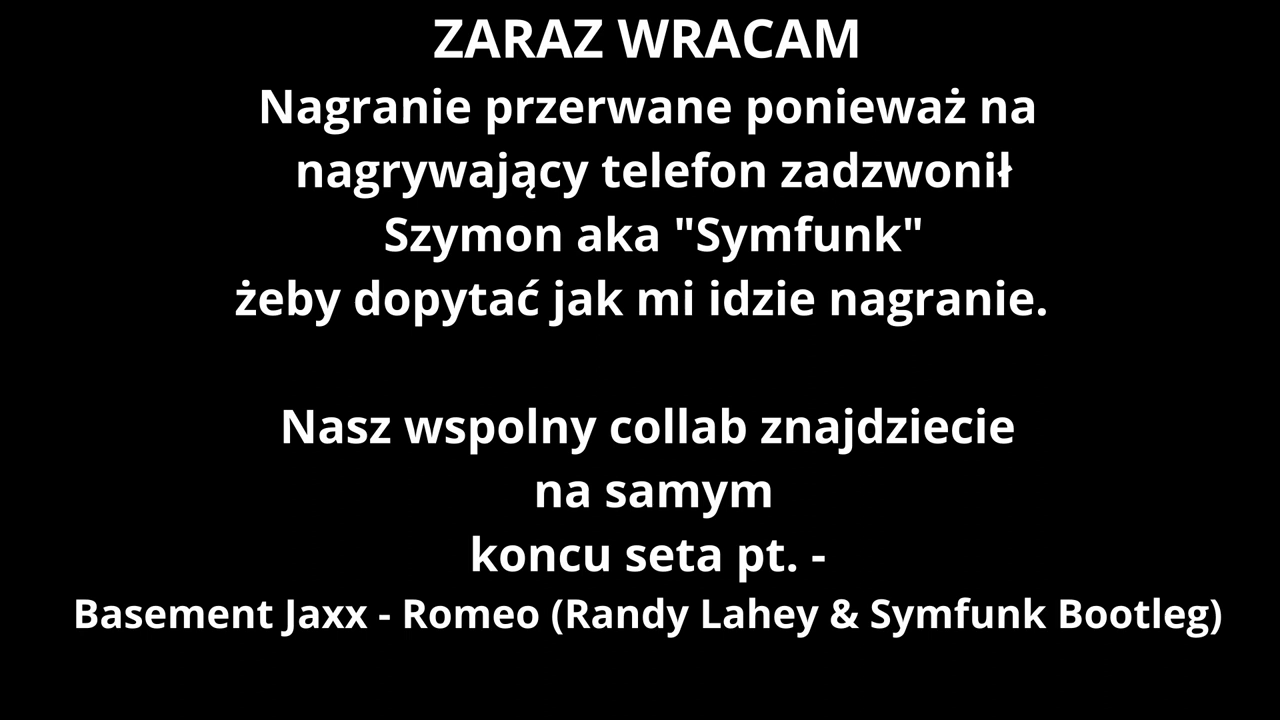 ZARAZ WRACAM
Nagranie przerwane ponieważ na
nagrywający telefon zadzwonił
Szymon aka "Symfunk"
żeby dopytać jak mi idzie nagranie.
Nasz wspolny collab znajdziecie
na samym
koncu seta pt. -
Basement Jaxx - Romeo (Randy Lahey & Symfunk Bootleg)